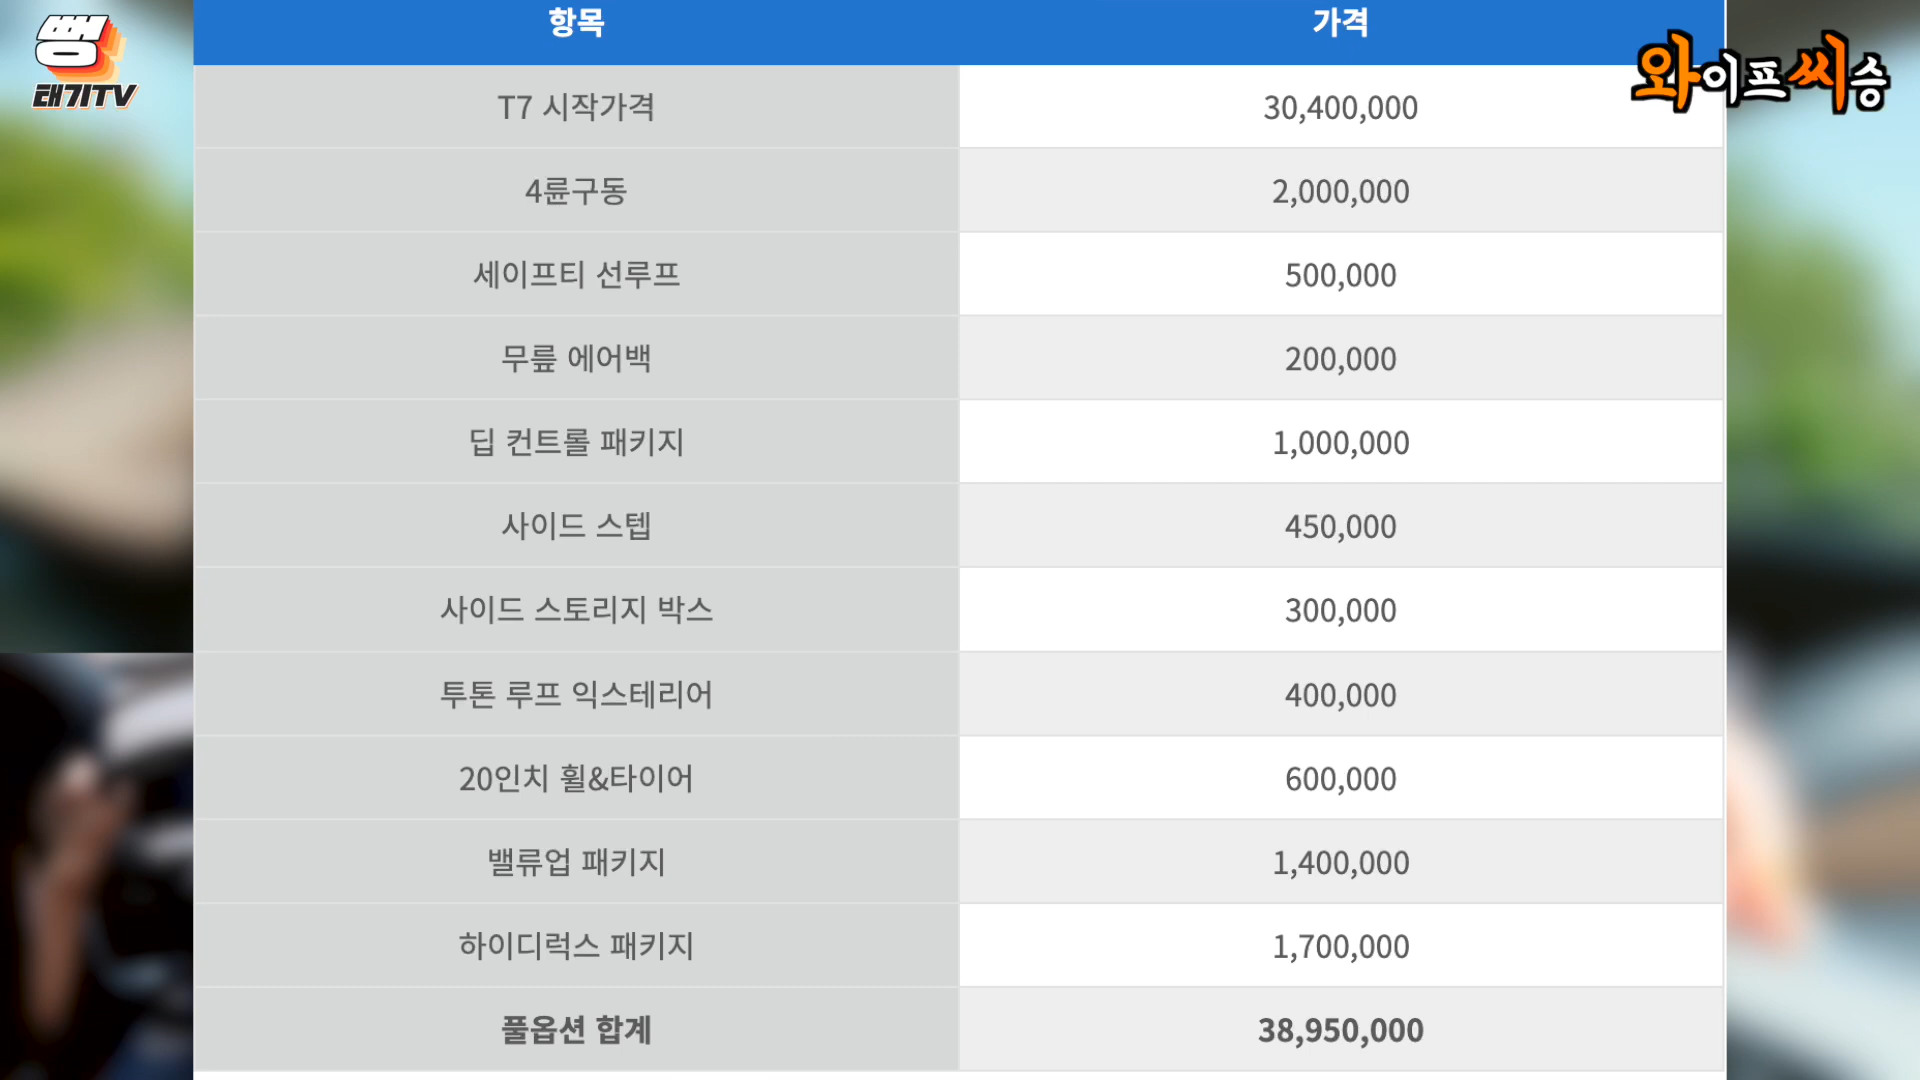 쌩
태기TV
와이프씨승
항목 가격
T7 시작가격 30,400,000
4륜구동 2,000,000
세이프티 선루프 500,000
무릎 에어백 200,000
딥 컨트롤 패키지 1,000,000
사이드 스텝 450,000
사이드 스토리지 박스 300,000
투톤 루프 익스테리어 400,000
20인치 휠&타이어 600,000
밸류업 패키지 1,400,000
하이디럭스 패키지 1,700,000
풀옵션 합계 38,950,000